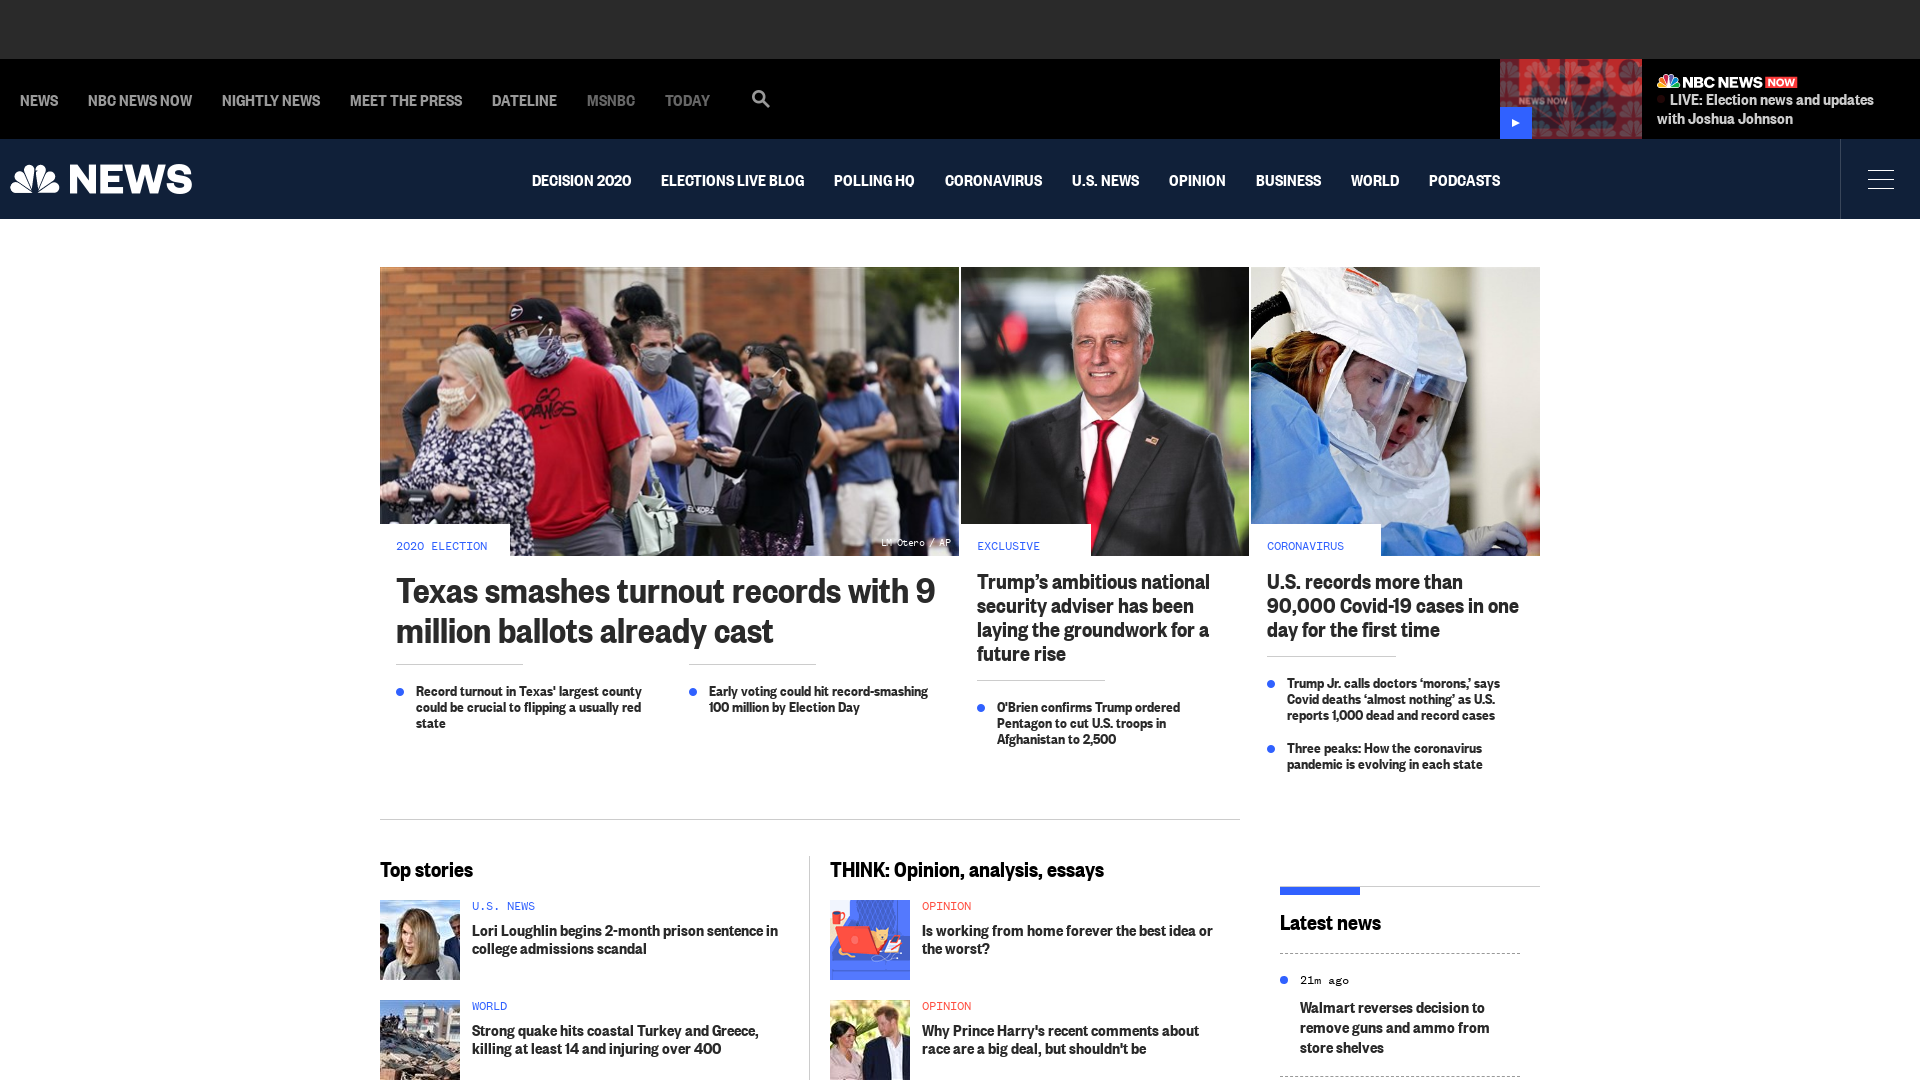 NEWS NBC NEWS NOW NIGHTLY NEWS MEET THE PRESS DATELINE MSNBC TODAY
NBC
NEWS NOW
NBC NEWS NOW
LIVE: Election news and updates
with Joshua Johnson
NEWS
DECISION 2020 ELECTIONS LIVE BLOG POLLING HQ CORONAVIRUS U.S. NEWS OPINION BUSINESS WORLD PODCASTS
GO
DAWGS
LM Otero / AP
2020 ELECTION
Texas smashes turnout records with 9
million ballots already cast
Record turnout in Texas' largest county
could be crucial to flipping a usually red
state
Early voting could hit record-smashing
100 million by Election Day
EXCLUSIVE
Trump’s ambitious national
security adviser has been
laying the groundwork for a
future rise
O'Brien confirms Trump ordered
Pentagon to cut U.S. troops in
Afghanistan to 2,500
CORONAVIRUS
U.S. records more than
90,000 Covid-19 cases in one
day for the first time
Trump Jr. calls doctors ‘morons,’ says
Covid deaths ‘almost nothing’ as U.S.
reports 1,000 dead and record cases
Three peaks: How the coronavirus
pandemic is evolving in each state
Top stories
U.S. NEWS
Lori Loughlin begins 2-month prison sentence in
college admissions scandal
WORLD
Strong quake hits coastal Turkey and Greece,
killing at least 14 and injuring over 400
THINK: Opinion, analysis, essays
OPINION
Is working from home forever the best idea or
the worst?
OPINION
Why Prince Harry's recent comments about
race are a big deal, but shouldn't be
Latest news
21m ago
Walmart reverses decision to
remove guns and ammo from
store shelves